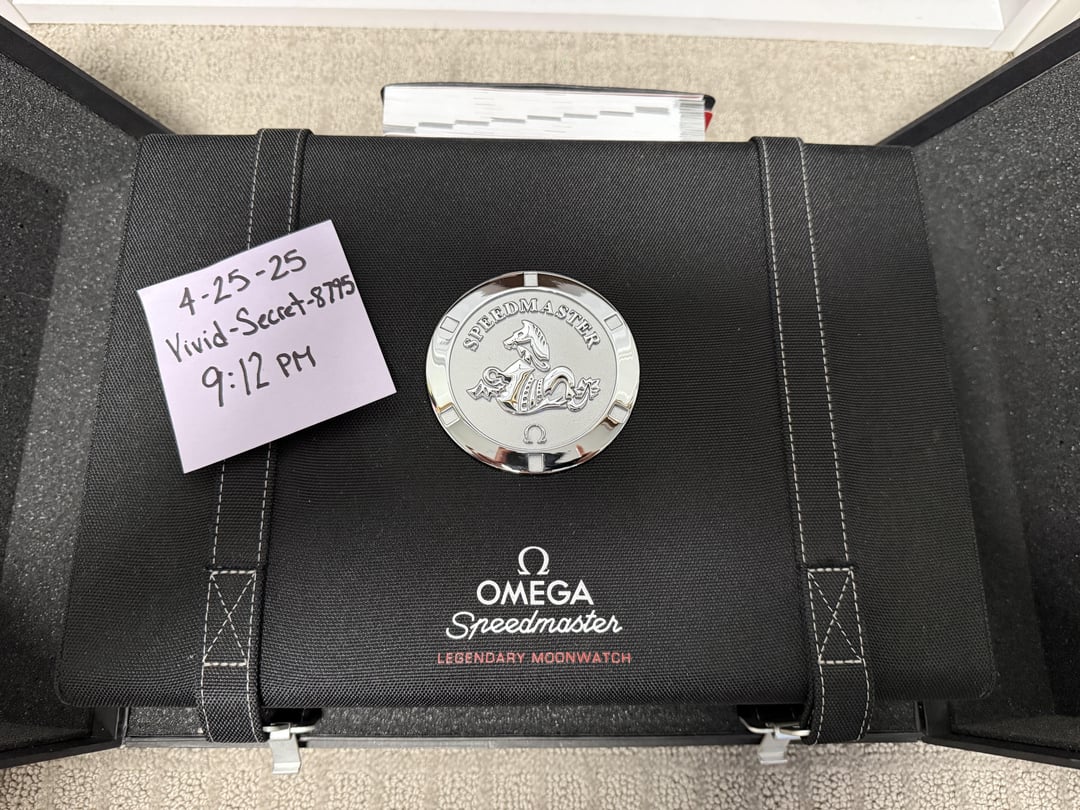 4-25-25
Vivid-Secret-8795
9:12 PM
SPEEDMASTER
Ω
Ω
OMEGA
Speedmaster
LEGENDARY MOONWATCH